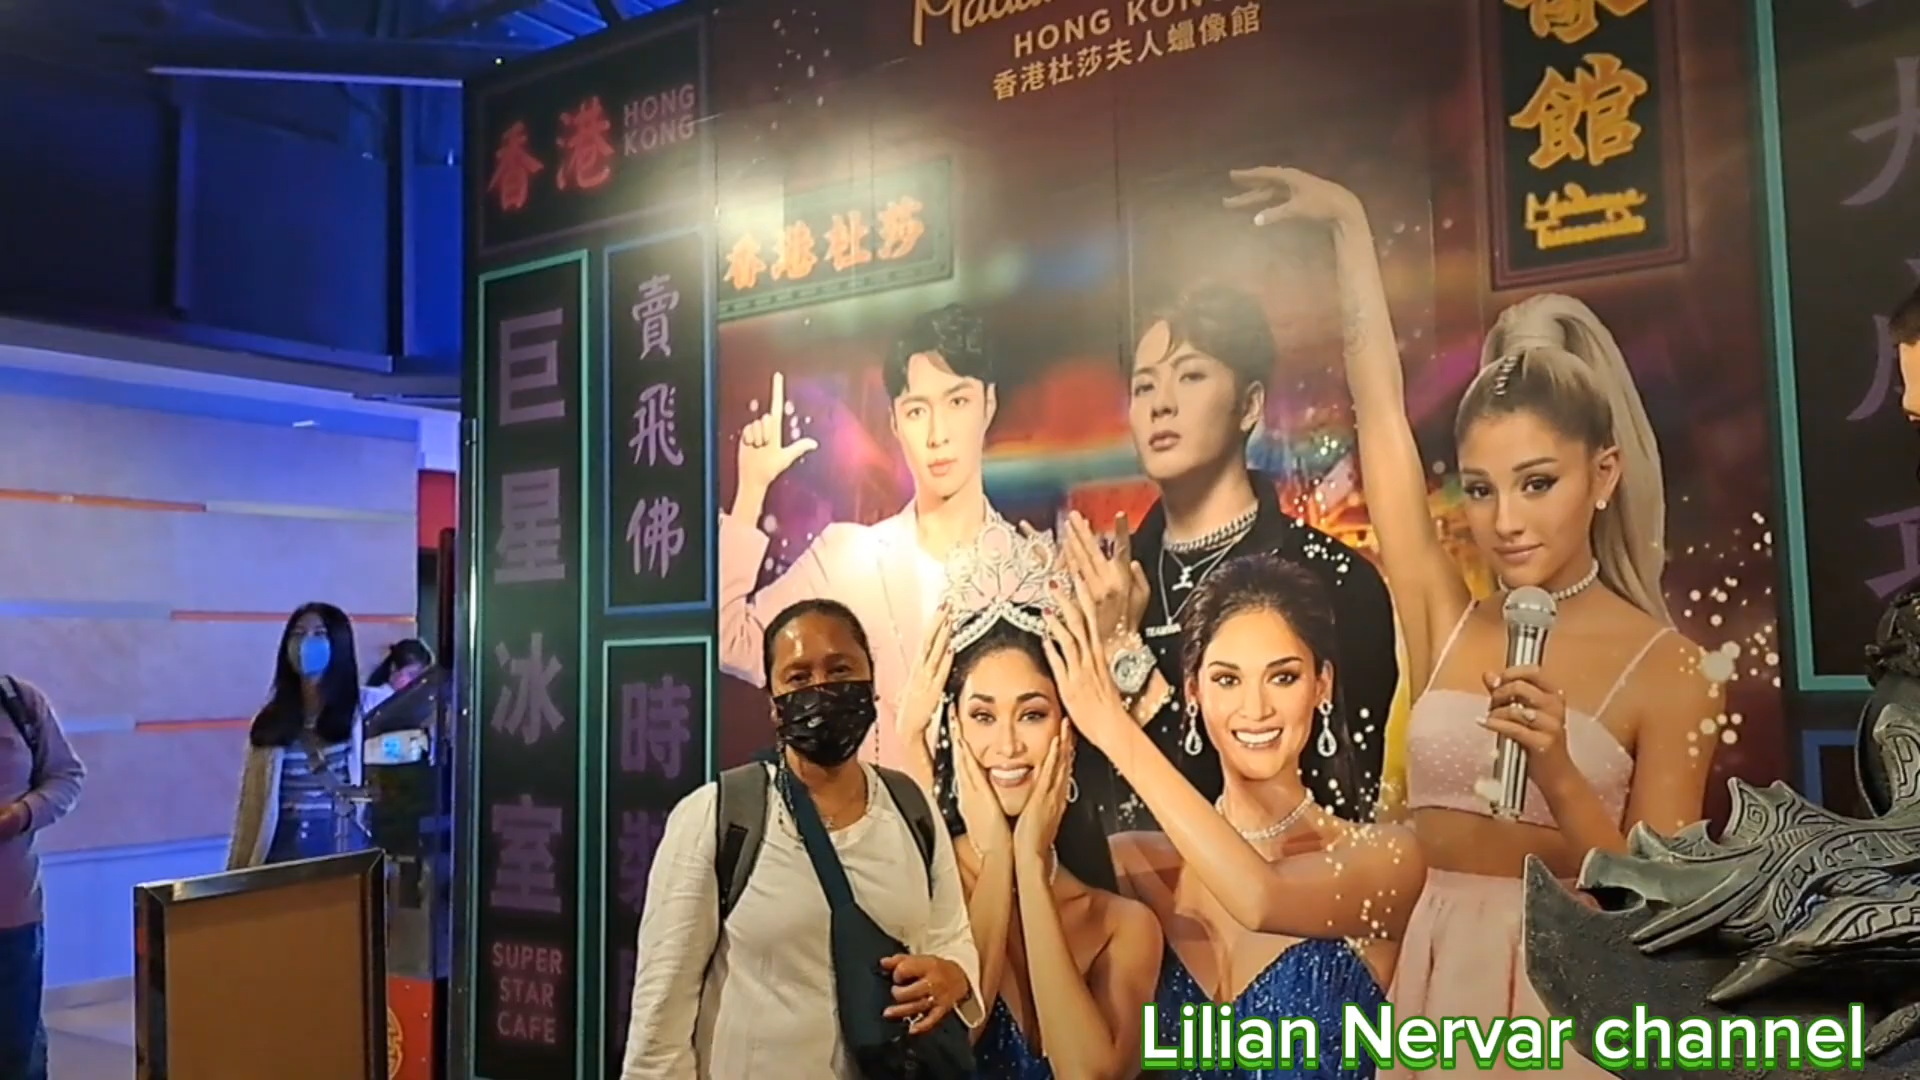 HONG KONG
香港杜莎夫人蠟像館
香港
HONG
KONG
館
香港杜莎
巨星冰室
賣飛佛
時
SUPER
STAR
CAFE
Lilian Nervar channel